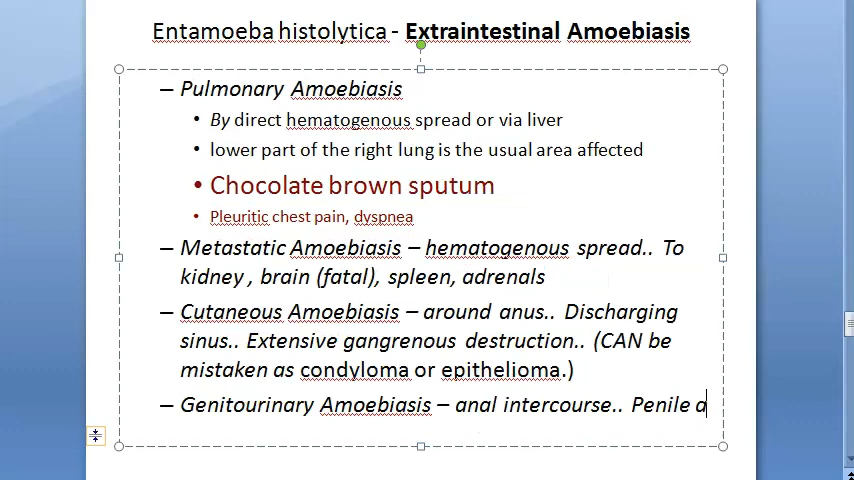 Entamoeba histolytica - Extraintestinal Amoebiasis
– Pulmonary Amoebiasis
• By direct hematogenous spread or via liver
• lower part of the right lung is the usual area affected
• Chocolate brown sputum
• Pleuritic chest pain, dyspnea
– Metastatic Amoebiasis – hematogenous spread.. To
kidney , brain (fatal), spleen, adrenals
– Cutaneous Amoebiasis – around anus.. Discharging
sinus.. Extensive gangrenous destruction.. (CAN be
mistaken as condyloma or epithelioma.)
– Genitourinary Amoebiasis – anal intercourse.. Penile a